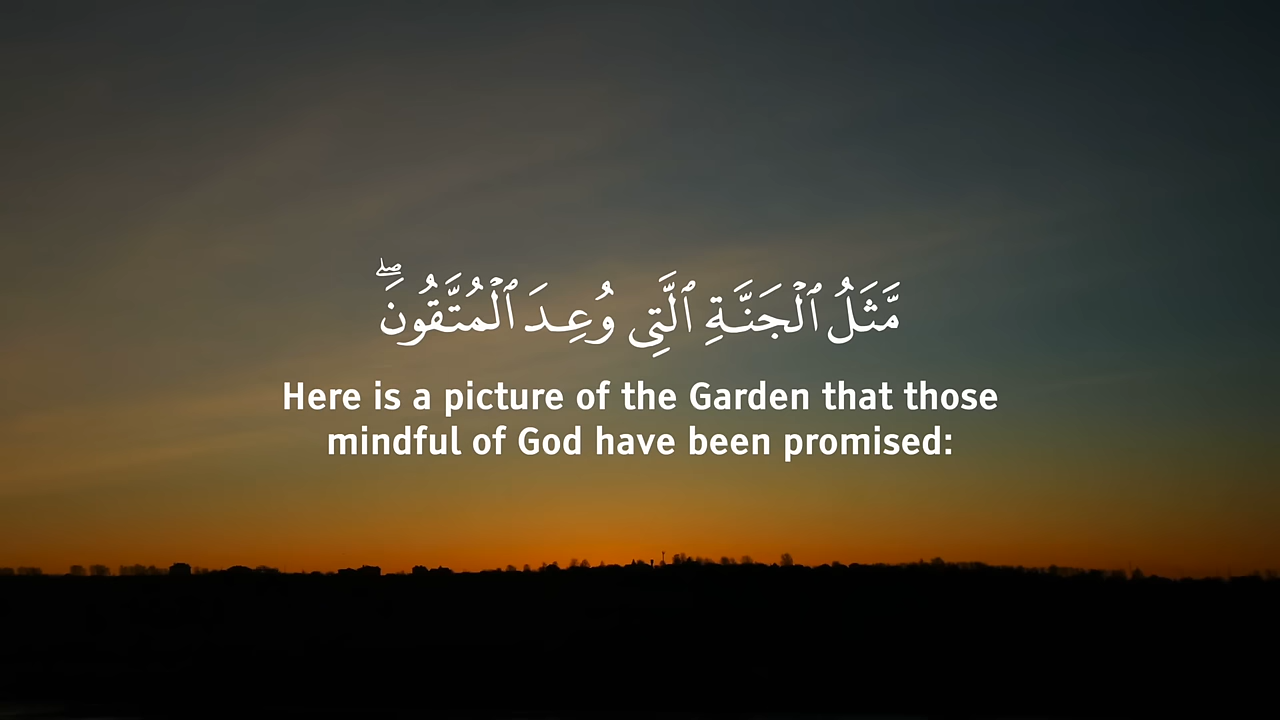 مَّثَلُ ٱلْجَنَّةِ ٱلَّتِى وُعِدَ ٱلْمُتَّقُونَ ۖ
Here is a picture of the Garden that those
mindful of God have been promised: